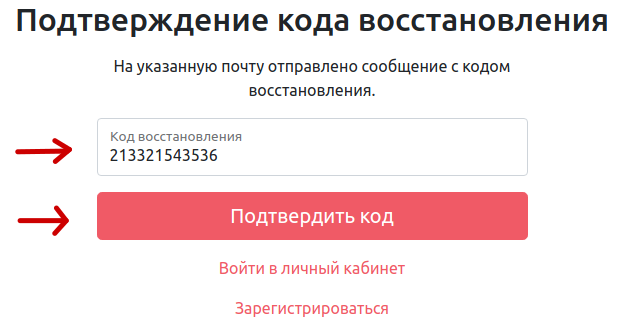 Подтверждение кода восстановления
На указанную почту отправлено сообщение с кодом
восстановления.
Код восстановления
213321543536
Подтвердить код
Войти в личный кабинет
Зарегистрироваться